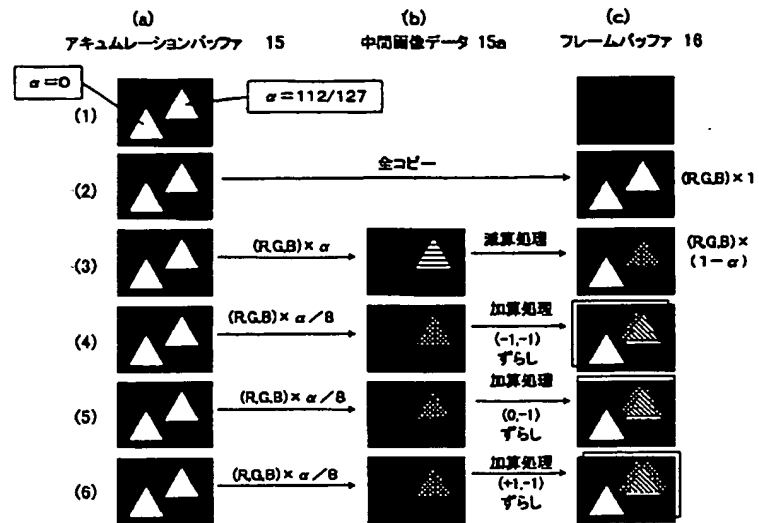 (a) (b) (c)
アキュムレーションバッファ 15 中間画像データ 15a フレームバッファ 16
α=0
α=112/127
(1)
(2) 全コピー (R,G,B)×1
(3) (R,G,B)×α 減算処理 (R,G,B)×
(1-α)
(4) (R,G,B)×α/8 加算処理
(-1,-1)
ずらし
(5) (R,G,B)×α/8 加算処理
(0,-1)
ずらし
(6) (R,G,B)×α/8 加算処理
(+1,-1)
ずらし